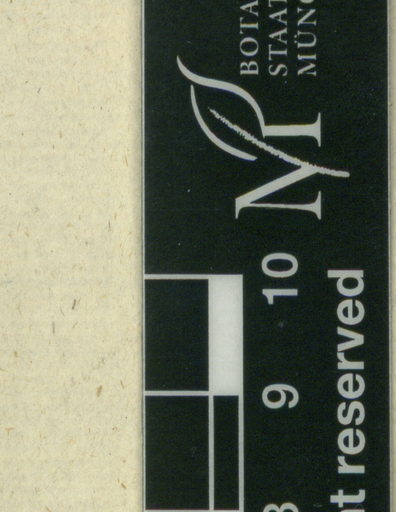 BOTA
STAAT
MÜNC
M
8 9 10
t reserved